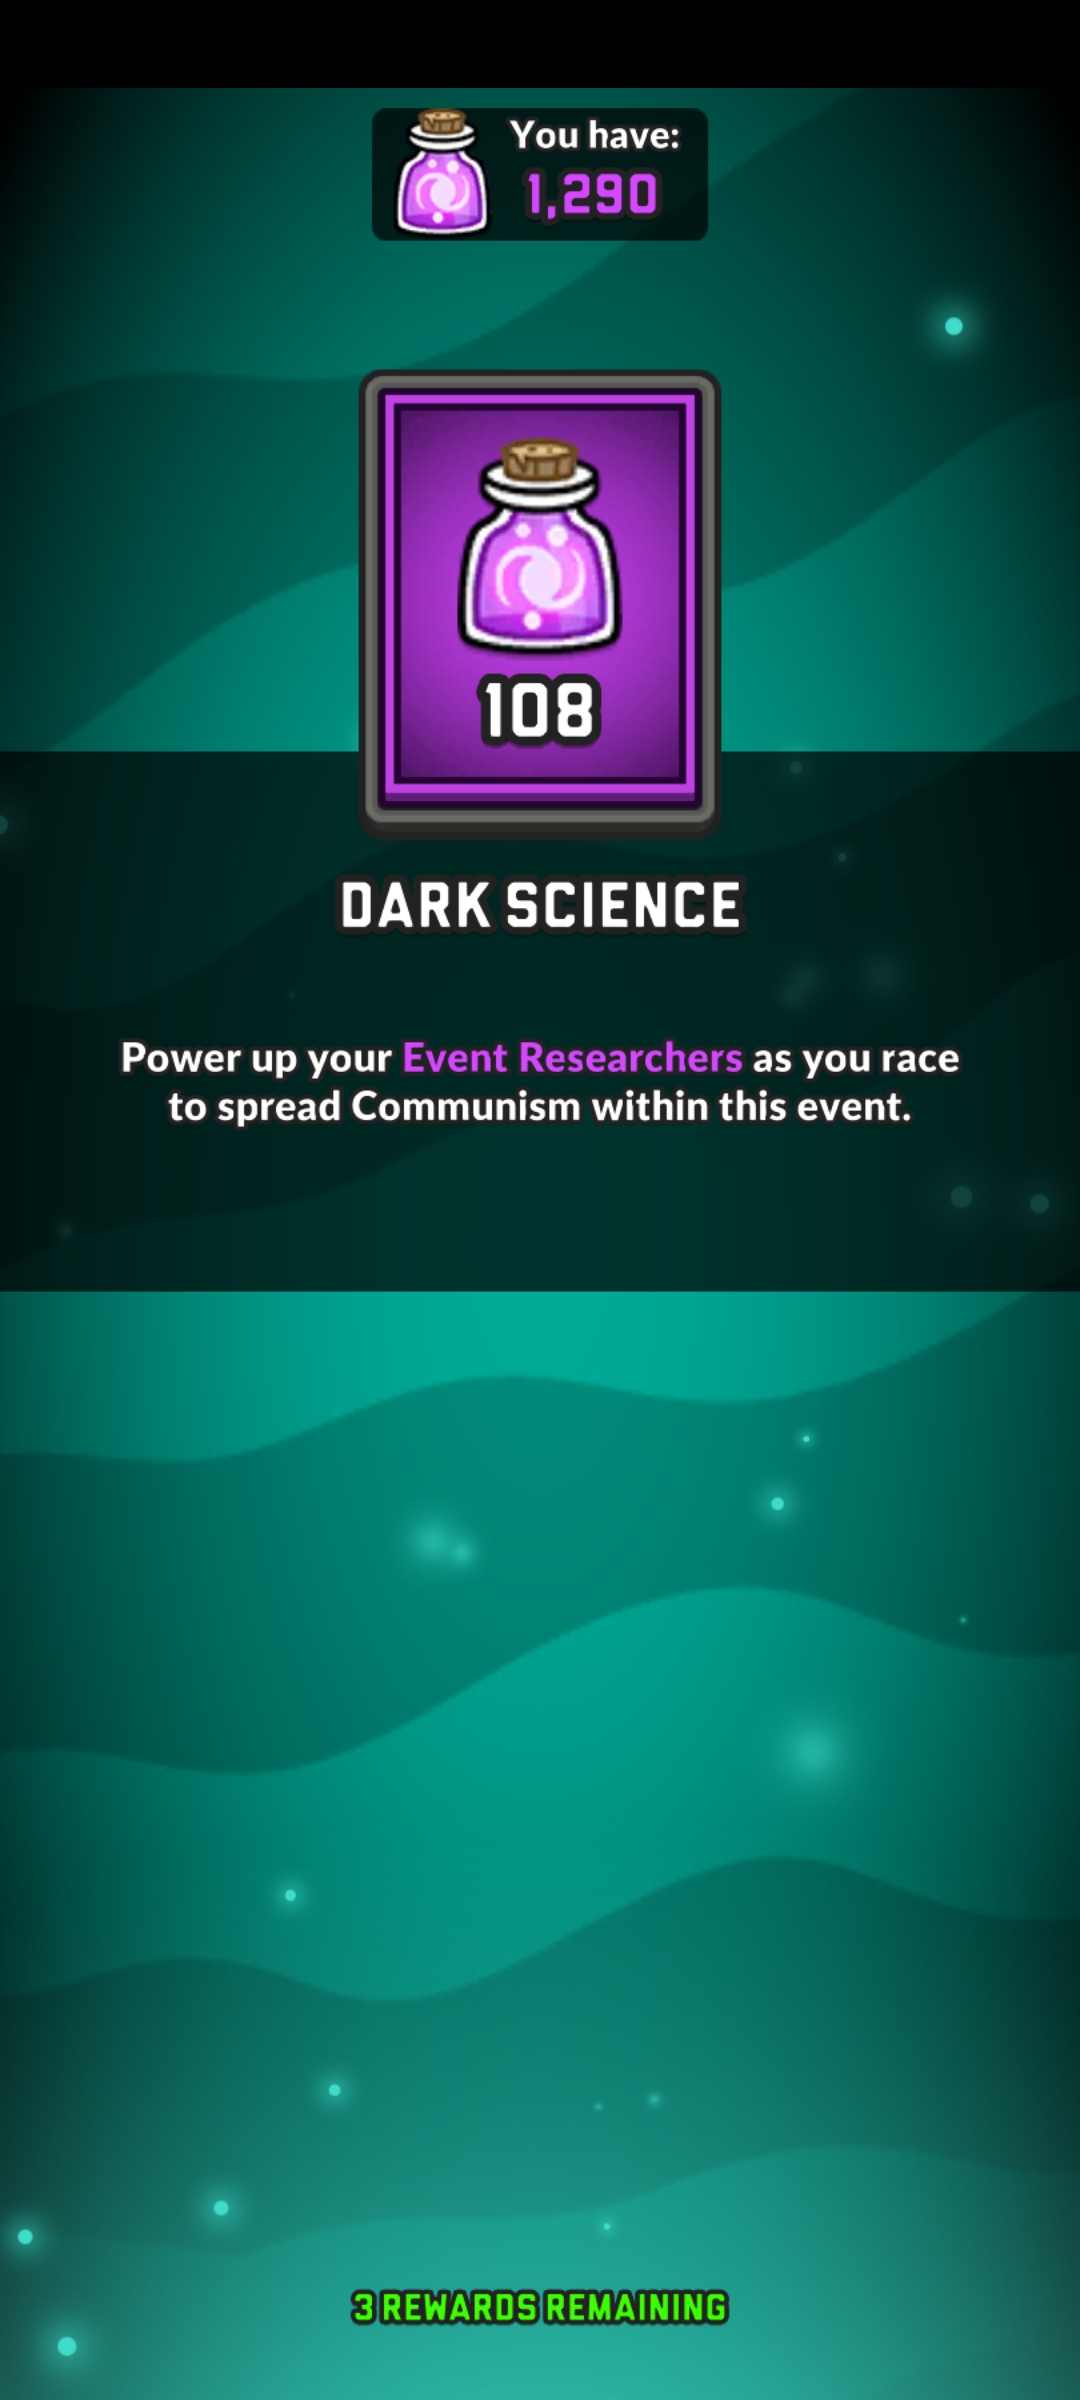 You have:
1,290
108
DARK SCIENCE
Power up your Event Researchers as you race
to spread Communism within this event.
3 REWARDS REMAINING